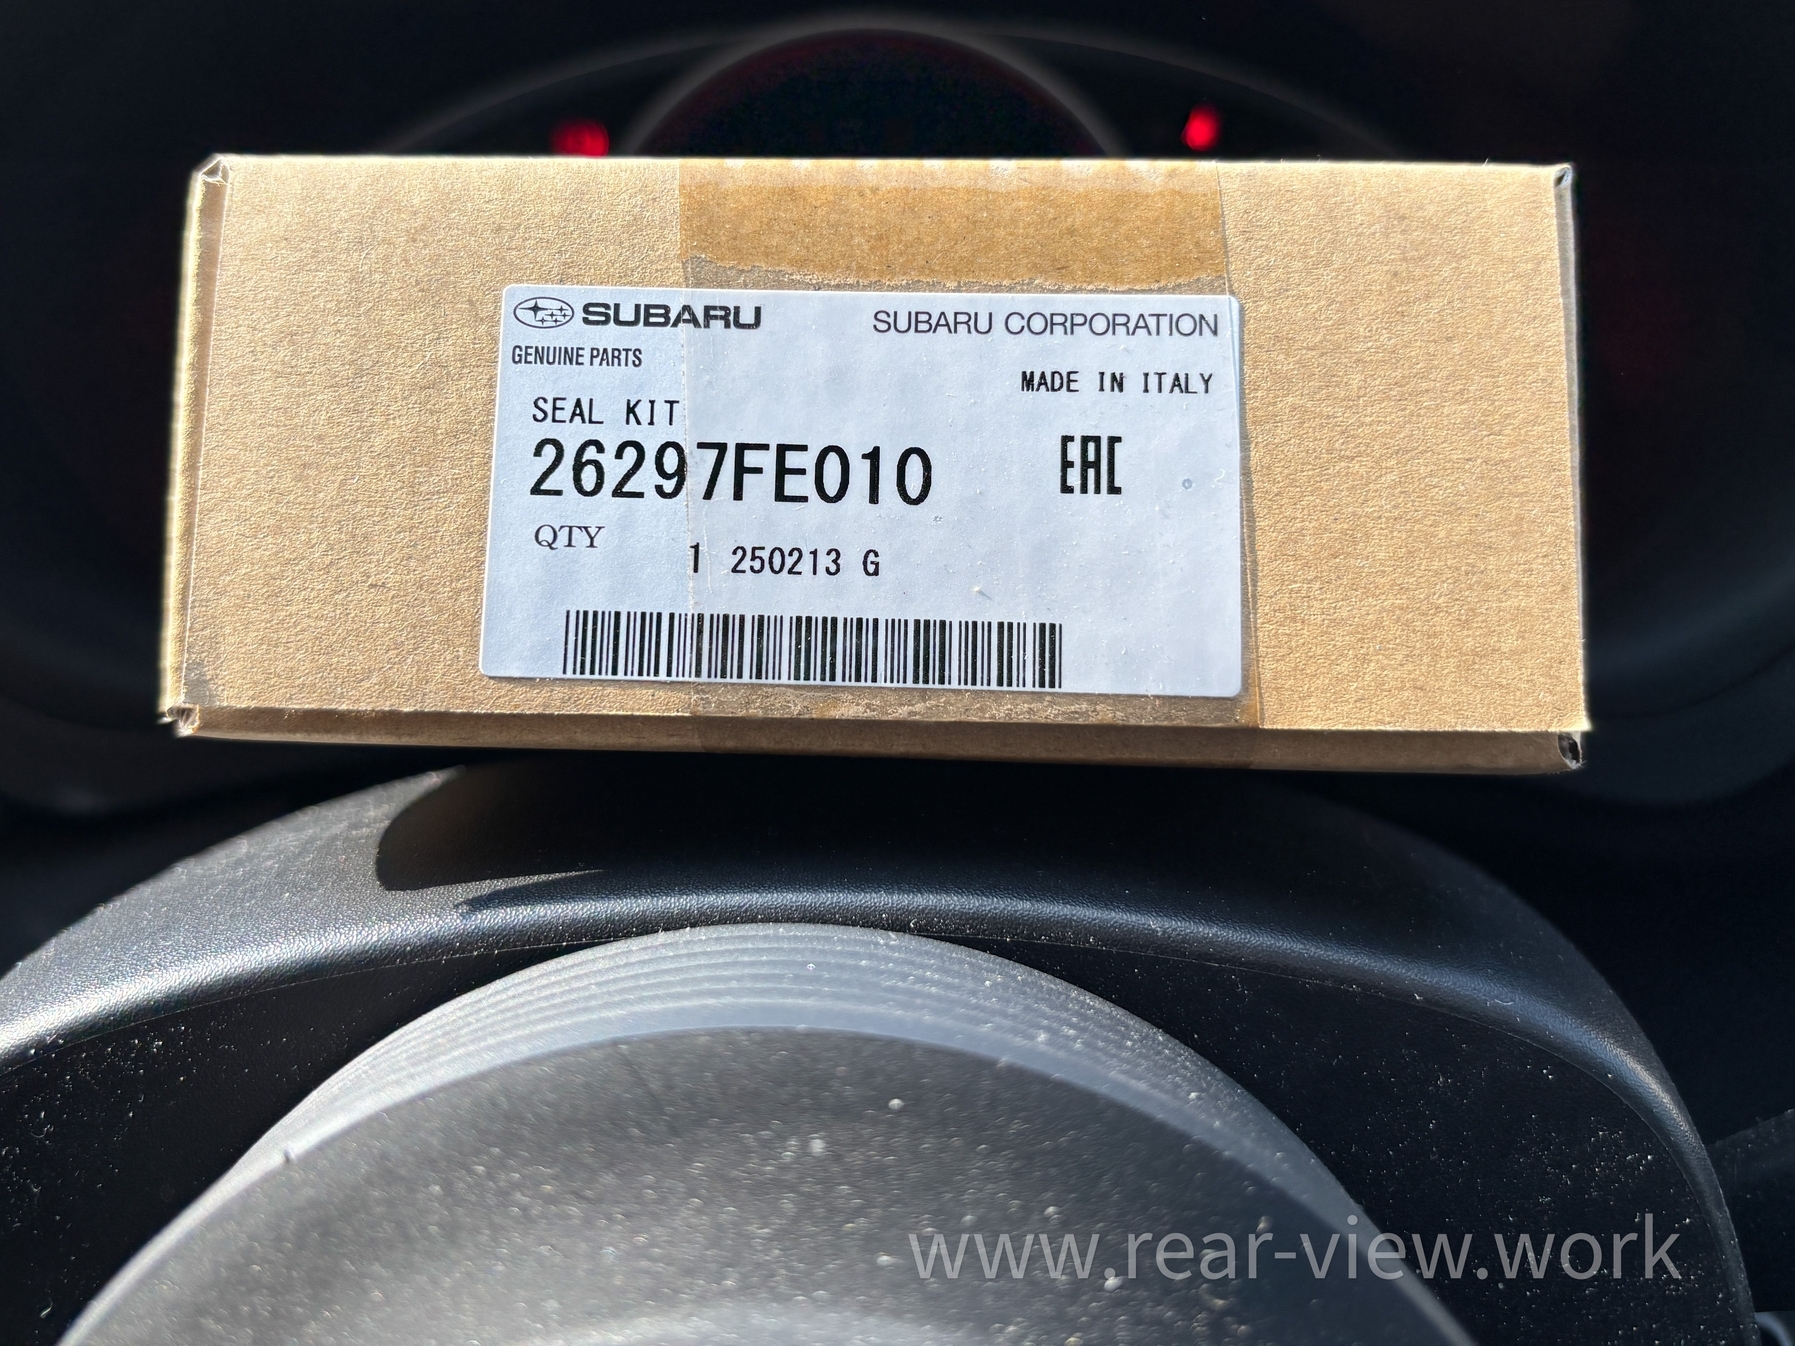 SUBARU
SUBARU CORPORATION
GENUINE PARTS
MADE IN ITALY
SEAL KIT
26297FE010
EAC
QTY
1 250213 G
www.rear-view.work